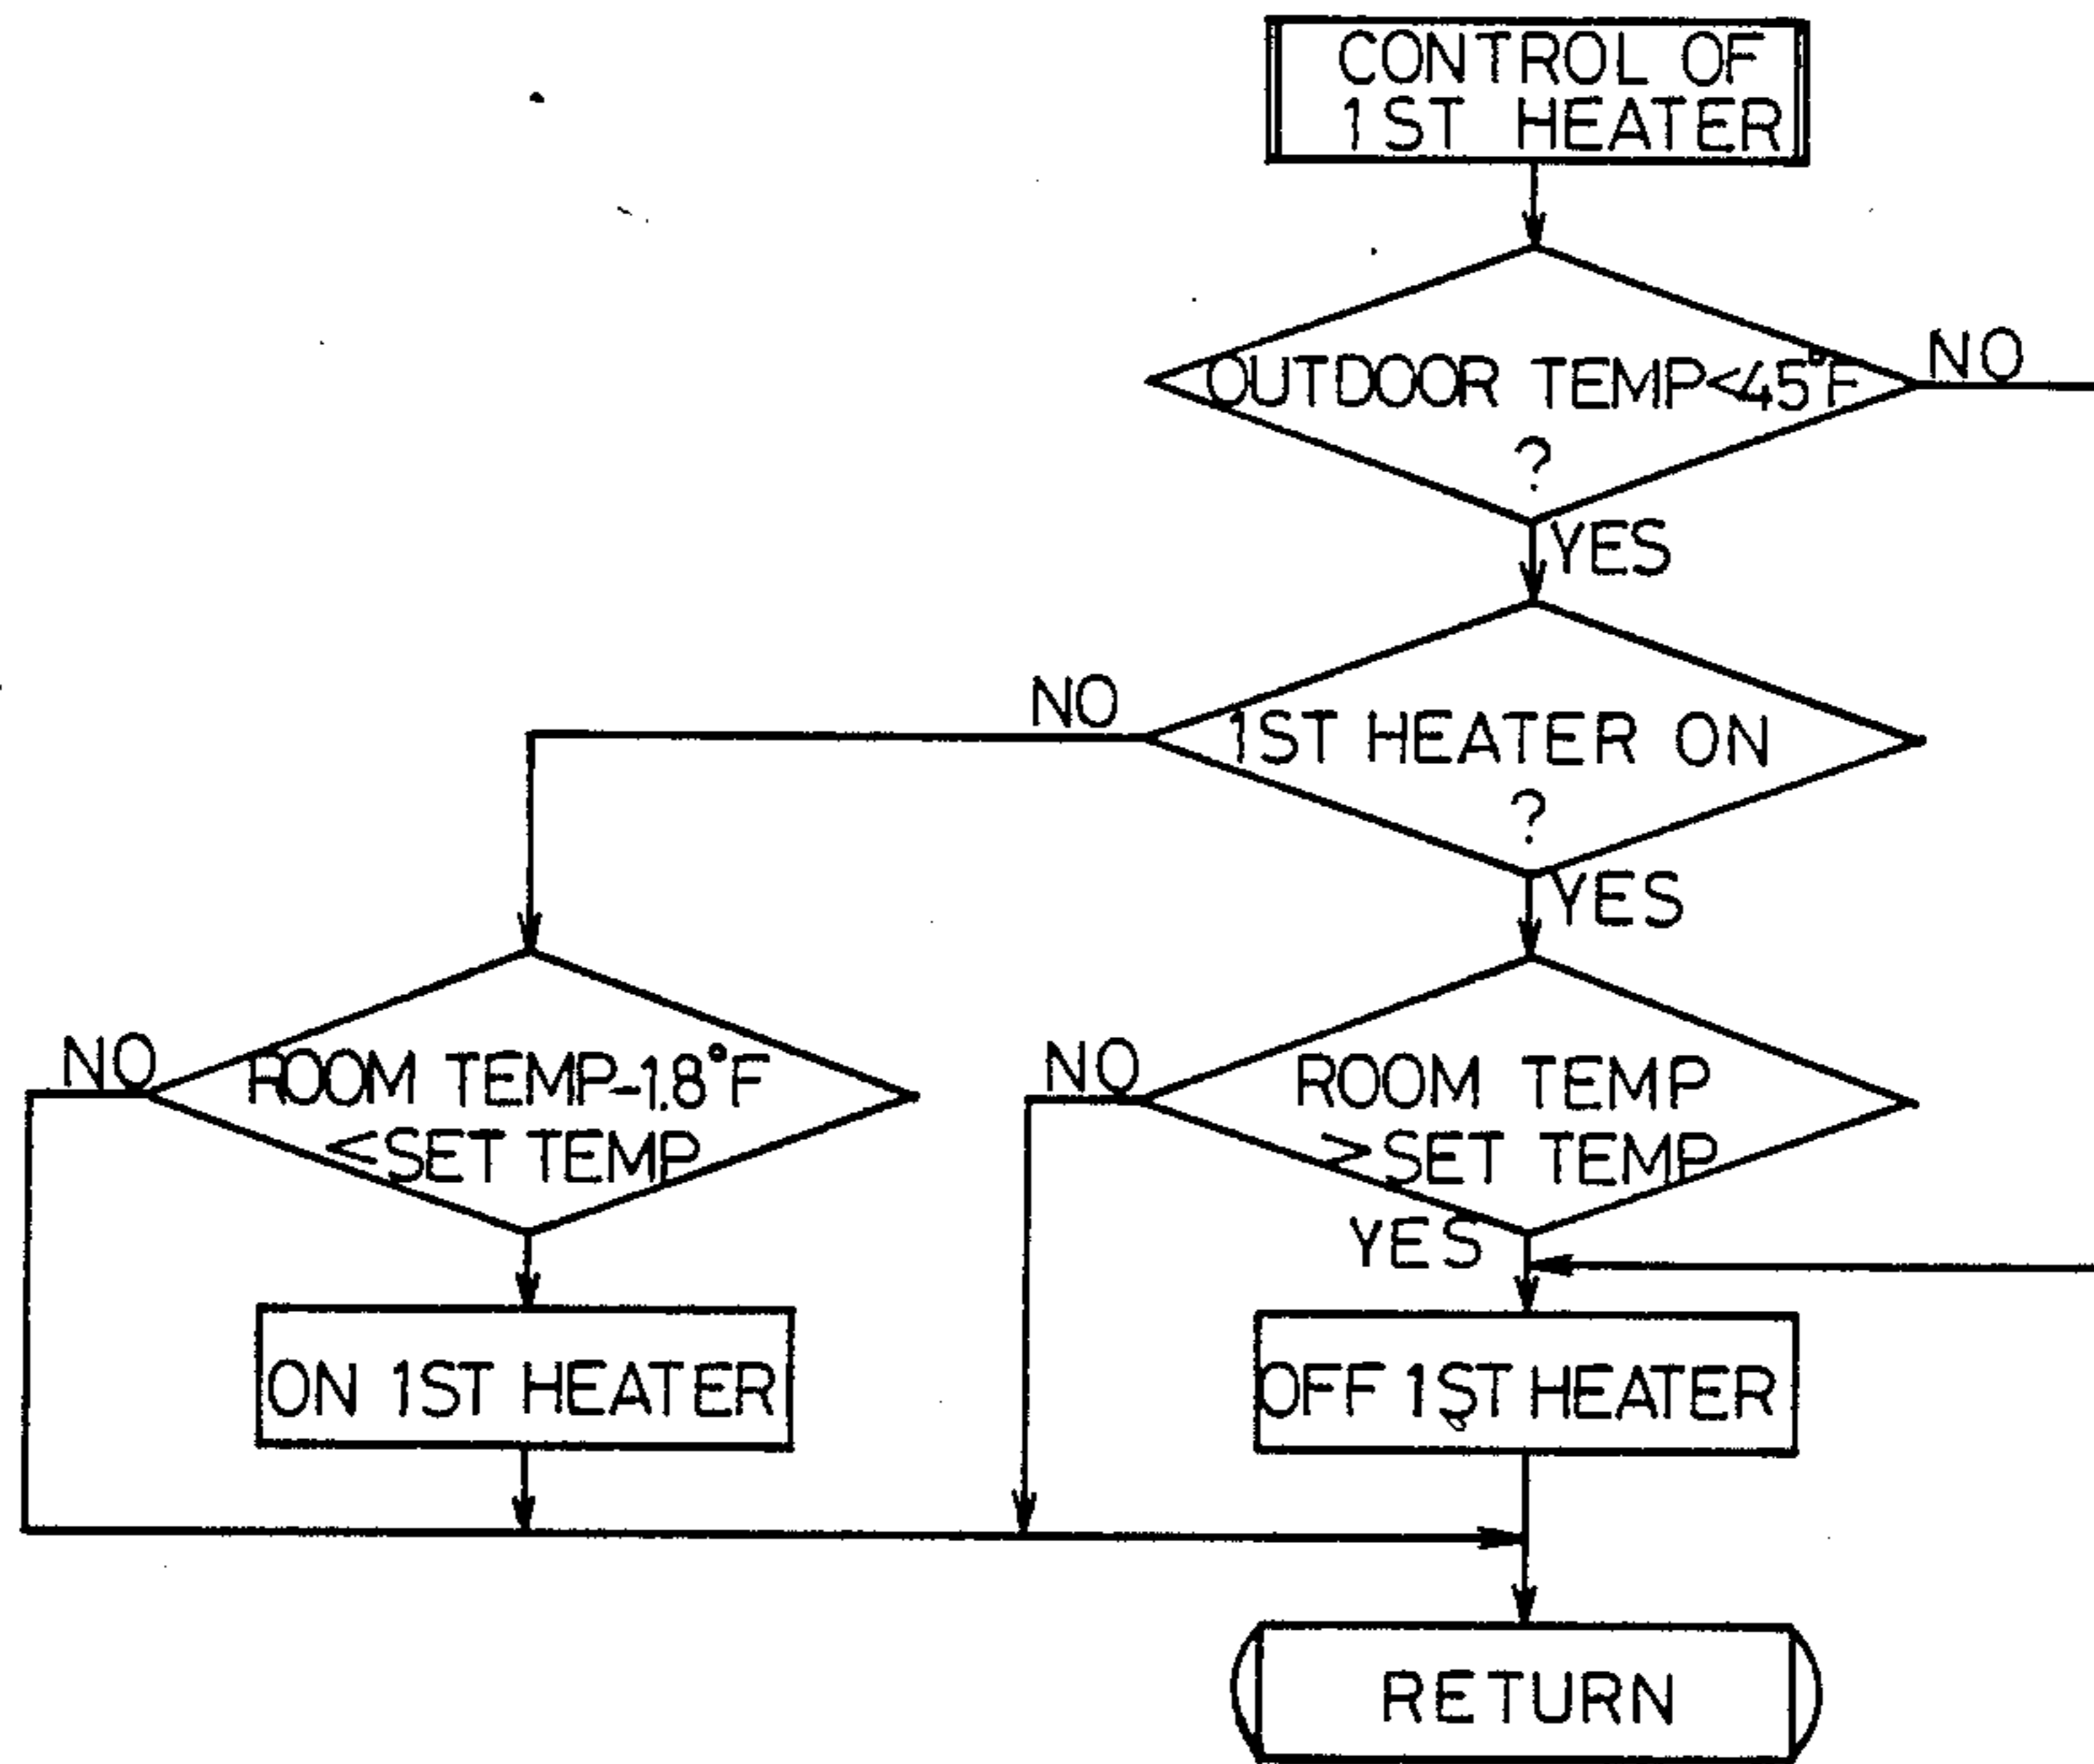 CONTROL OF
1ST HEATER
OUTDOOR TEMP<45°F
?
NO
YES
1ST HEATER ON
?
NO
YES
ROOM TEMP-1.8°F
≤SET TEMP
NO
ROOM TEMP
≥SET TEMP
NO
YES
ON 1ST HEATER
OFF 1ST HEATER
RETURN